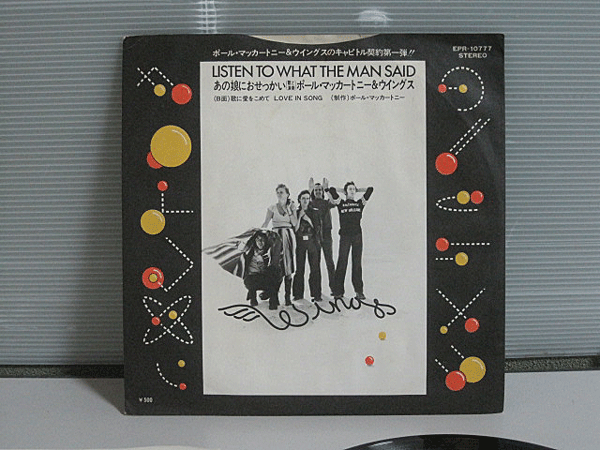 ポール・マッカートニー&ウイングスのキャピトル契約第一弾!!
EPR-10777
STEREO
LISTEN TO WHAT THE MAN SAID
あの娘におせっかい ポール・マッカートニー&ウイングス
(B面)歌に愛をこめて LOVE IN SONG (制作)ポール・マッカートニー
Wings
¥500